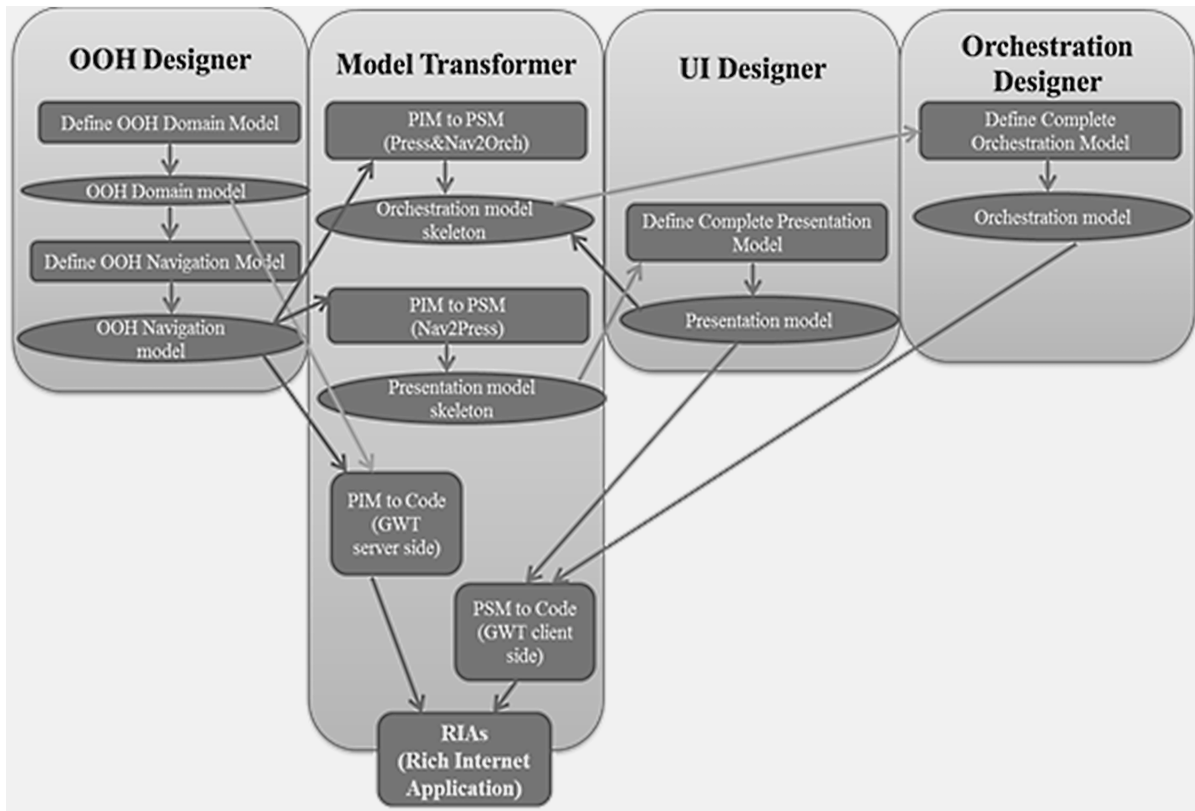 OOH Designer
Define OOH Domain Model
OOH Domain model
Define OOH Navigation Model
OOH Navigation
model
Model Transformer
PIM to PSM
(Press&Nav2Orch)
Orchestration model
skeleton
PIM to PSM
(Nav2Press)
Presentation model
skeleton
PIM to Code
(GWT
server side)
PSM to Code
(GWT client
side)
RIAs
(Rich Internet
Application)
UI Designer
Define Complete Presentation
Model
Presentation model
Orchestration
Designer
Define Complete
Orchestration Model
Orchestration model